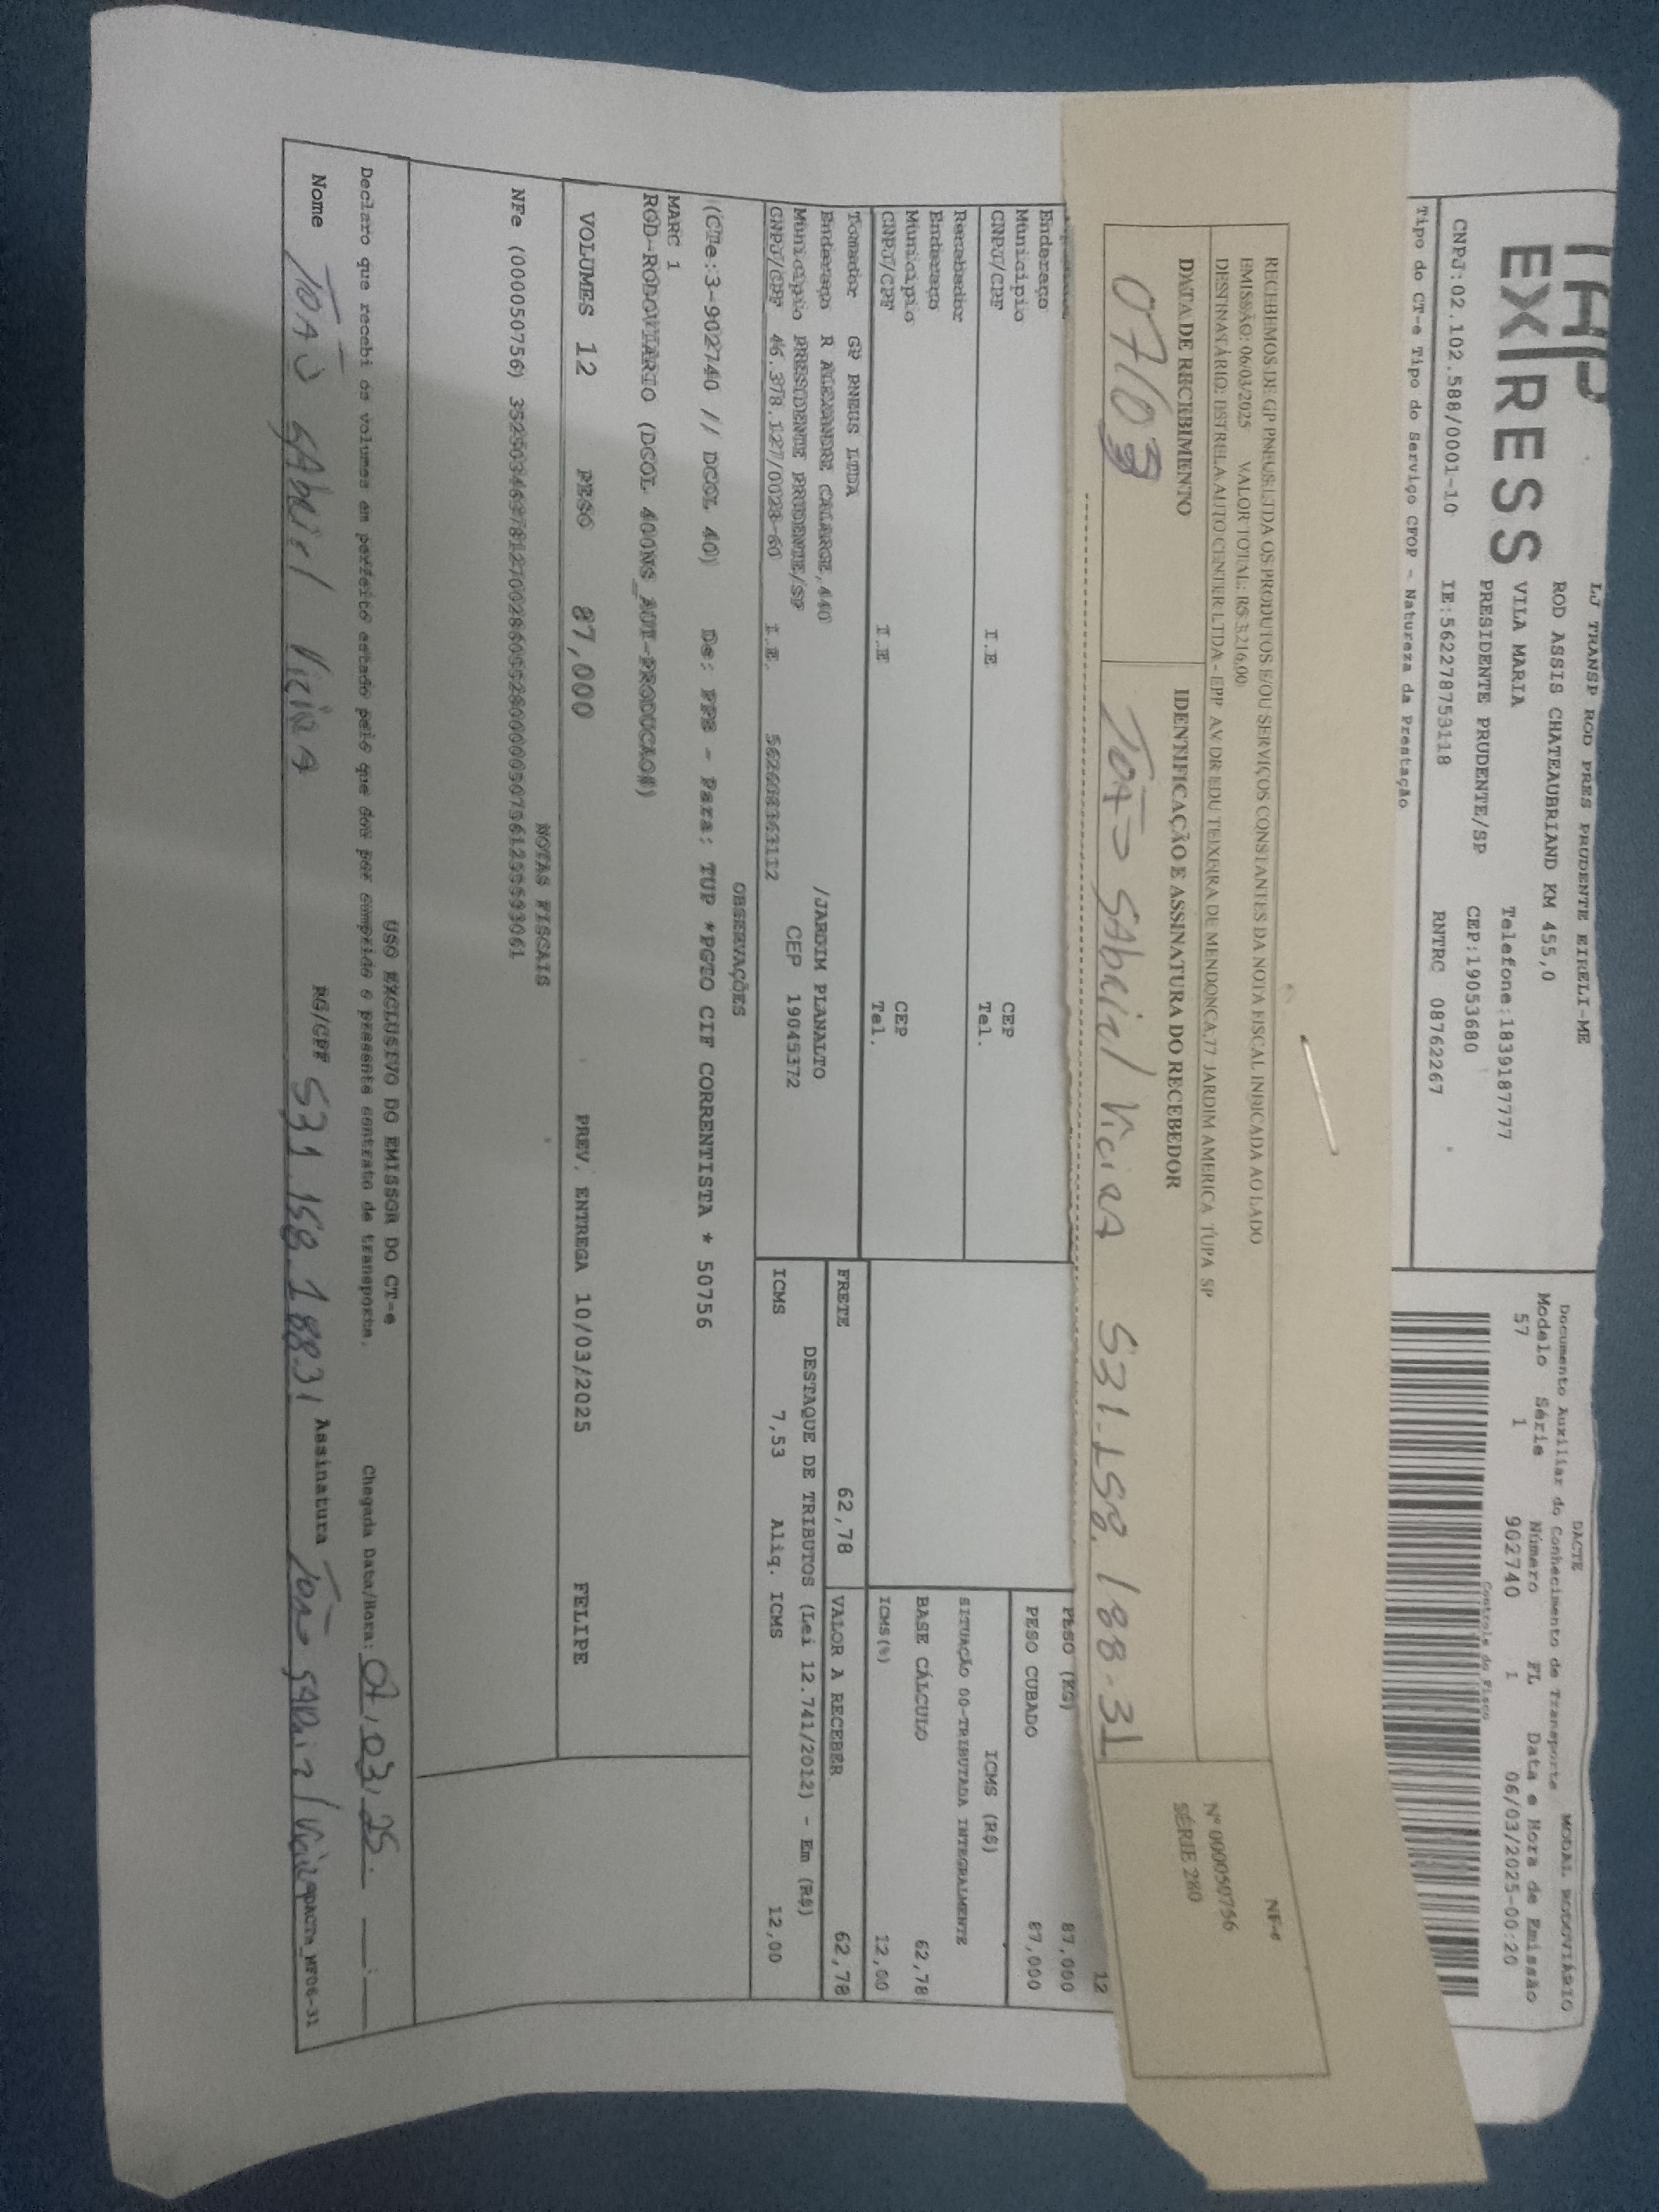 EXPRESS
LJ TRANSP ROD PRES PRUDENTE EIRELI-ME
ROD ASSIS CHATEAUBRIAND KM 455,0
VILA MARIA Telefone:1839187777
PRESIDENTE PRUDENTE/SP CEP:19053680
CNPJ:02.102.588/0001-10 IE:562278753118 RNTRC 08762267
Tipo do CT-e Tipo do Serviço CFOP - Natureza da Prestação
DACTE MODAL RODOVIÁRIO
Documento Auxiliar do Conhecimento de Transporte
Modelo Série Número FL Data e Hora de Emissão
57 1 902740 1 06/03/2025-00:20
Controle do Fisco
RECEBEMOS DE GP PNEUS LTDA OS PRODUTOS E/OU SERVIÇOS CONSTANTES DA NOTA FISCAL INDICADA AO LADO
EMISSÃO: 06/03/2025 VALOR TOTAL: R$ 3.216,00
DESTINATÁRIO: ESTRELA AUTO CENTER LTDA - EPP AV. DR EDU TEIXEIRA DE MENDONCA,77 JARDIM AMERICA TUPA SP
DATA DE RECEBIMENTO IDENTIFICAÇÃO E ASSINATURA DO RECEBEDOR
07/03 João Gabriel Vieira 531.158.188-31
NF-e
Nº 000050756
SÉRIE 280
12
PESO (KG) 87,000
PESO CUBADO 87,000
Endereço
Município CEP
CNPJ/CPF I.E Tel.
Recebedor
Endereço
Município CEP
CNPJ/CPF I.E Tel.
ICMS (R$)
SITUAÇÃO 00-TRIBUTADA INTEGRALMENTE
BASE CÁLCULO 62,78
ICMS(%) 12,00
Tomador GP PNEUS LTDA
Endereço R ALEXANDRE CALARGE,440 /JARDIM PLANALTO
Município PRESIDENTE PRUDENTE/SP CEP 19045372
CNPJ/CPF 46.378.127/0028-60 I.E.
FRETE 62,78 VALOR A RECEBER 62,78
DESTAQUE DE TRIBUTOS (Lei 12.741/2012) - Em (R$)
ICMS 7,53 Aliq. ICMS 12,00
OBSERVAÇÕES
(CTe:3-902740 // DCOL 40) De: PPB - Para: TUP *PGTO CIF CORRENTISTA * 50756
MARC 1
ROD-RODOVIARIO (DCOL 400NS_AUT-PRODUCAO#)
VOLUMES 12 PESO 87,000 PREV. ENTREGA 10/03/2025 FELIPE
NOTAS FISCAIS
NFe (000050756)
USO EXCLUSIVO DO EMISSOR DO CT-e
Declaro que recebi os volumes em perfeito estado pelo que dou por cumprido o presente contrato de transporte. Chegada Data/Hora: 07/03/25
Nome João Gabriel Vieira RG/CPF 531.158.188.31 Assinatura João Gabriel Vieira